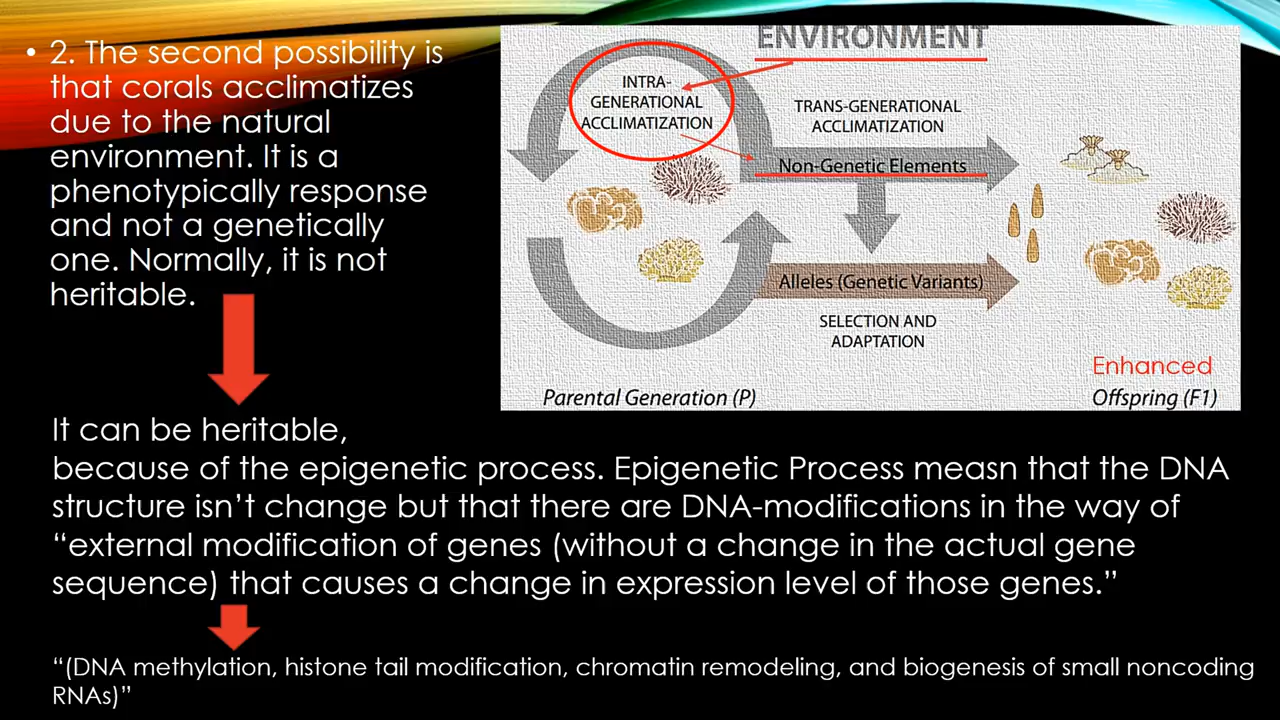 • 2. The second possibility is
that corals acclimatizes
due to the natural
environment. It is a
phenotypically response
and not a genetically
one. Normally, it is not
heritable.
ENVIRONMENT
INTRA-
GENERATIONAL
ACCLIMATIZATION
TRANS-GENERATIONAL
ACCLIMATIZATION
Non-Genetic Elements
Alleles (Genetic Variants)
SELECTION AND
ADAPTATION
Enhanced
Parental Generation (P)
Offspring (F1)
It can be heritable,
because of the epigenetic process. Epigenetic Process measn that the DNA
structure isn’t change but that there are DNA-modifications in the way of
“external modification of genes (without a change in the actual gene
sequence) that causes a change in expression level of those genes.”
“(DNA methylation, histone tail modification, chromatin remodeling, and biogenesis of small noncoding
RNAs)”